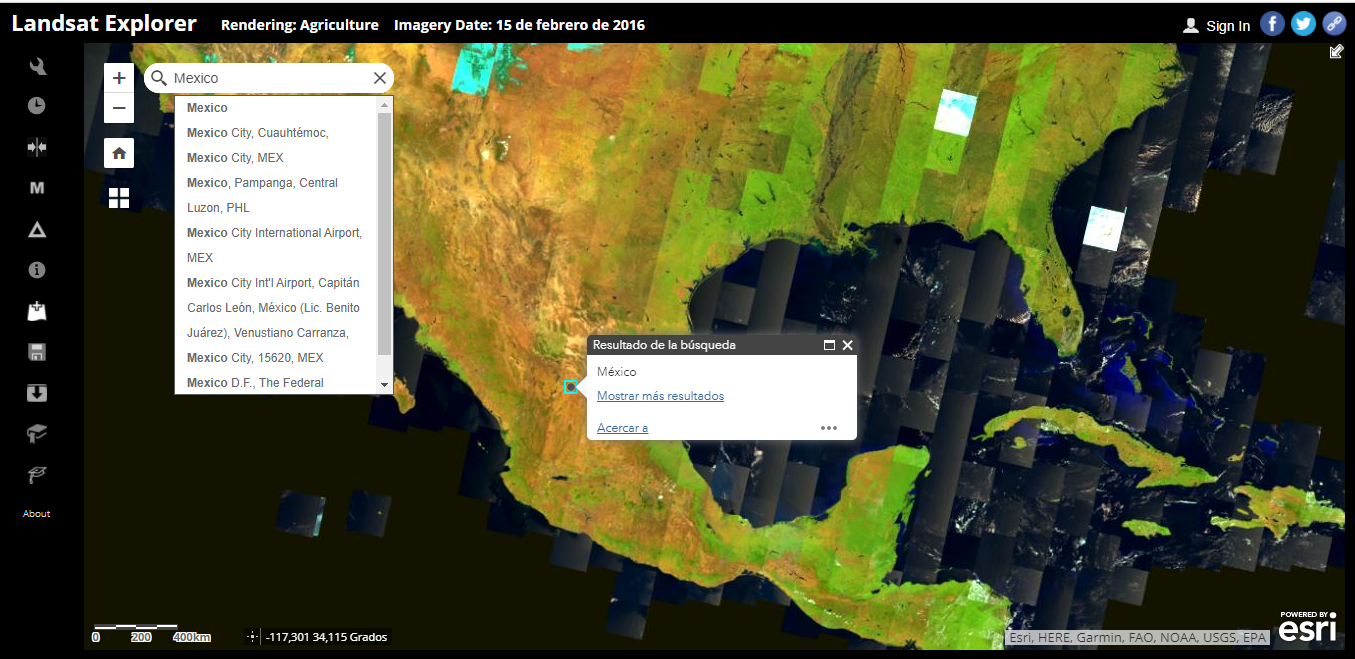 Landsat Explorer Rendering: Agriculture Imagery Date: 15 de febrero de 2016 Sign In
+
Mexico
−
Mexico
Mexico City, Cuauhtémoc,
Mexico City, MEX
Mexico, Pampanga, Central
Luzon, PHL
Mexico City International Airport,
MEX
Mexico City Int'l Airport, Capitán
Carlos León, México (Lic. Benito
Juárez), Venustiano Carranza,
Mexico City, 15620, MEX
Mexico D.F., The Federal
M
About
Resultado de la búsqueda
México
Mostrar más resultados
Acercar a
0 200 400km
-117,301 34,115 Grados
Esri, HERE, Garmin, FAO, NOAA, USGS, EPA
POWERED BY
esri